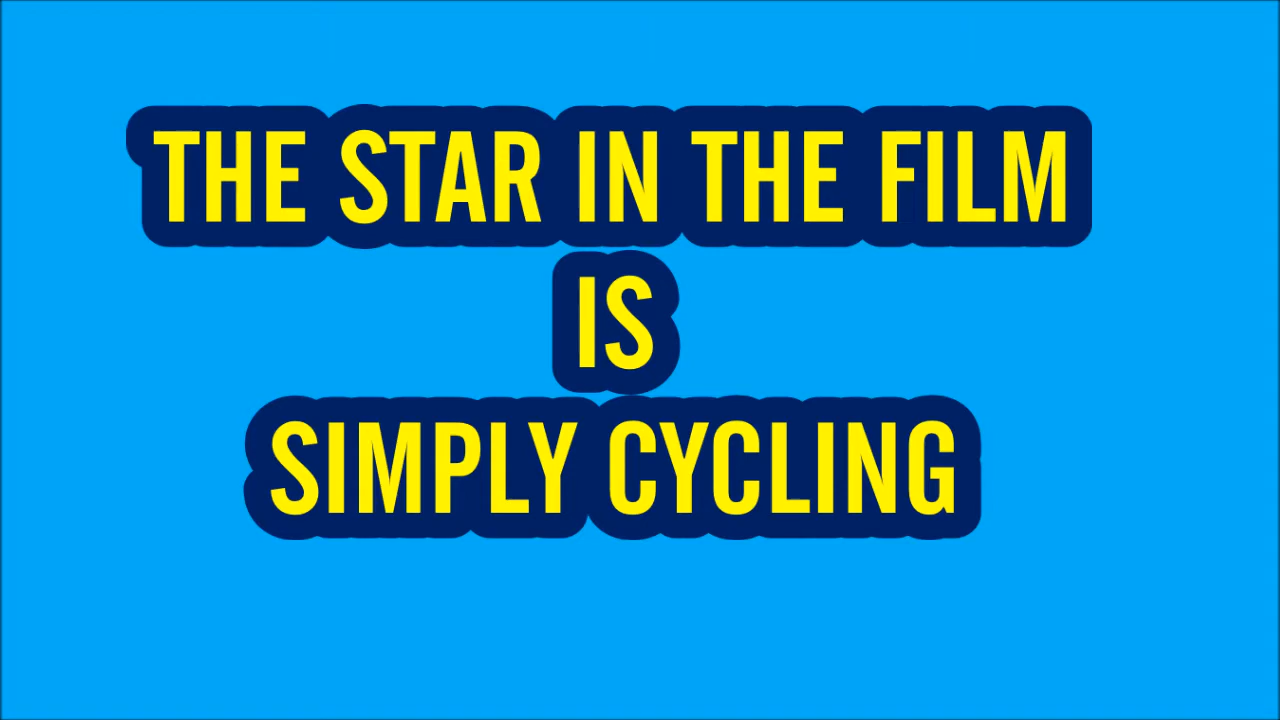 THE STAR IN THE FILM
IS
SIMPLY CYCLING